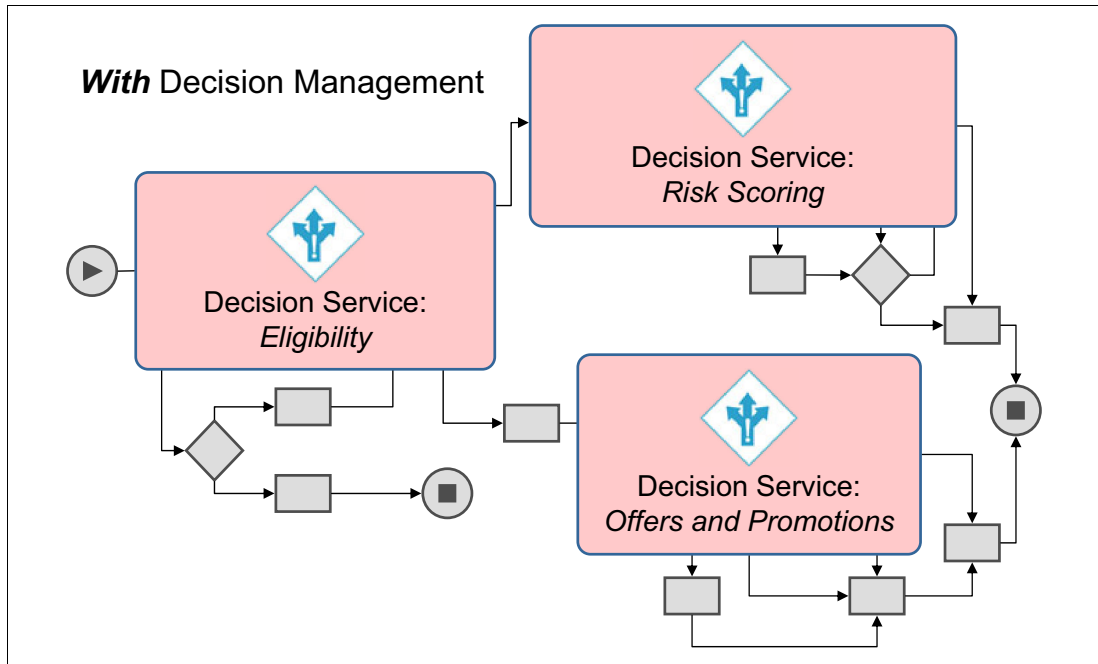 With Decision Management
Decision Service:
Risk Scoring
Decision Service:
Eligibility
Decision Service:
Offers and Promotions